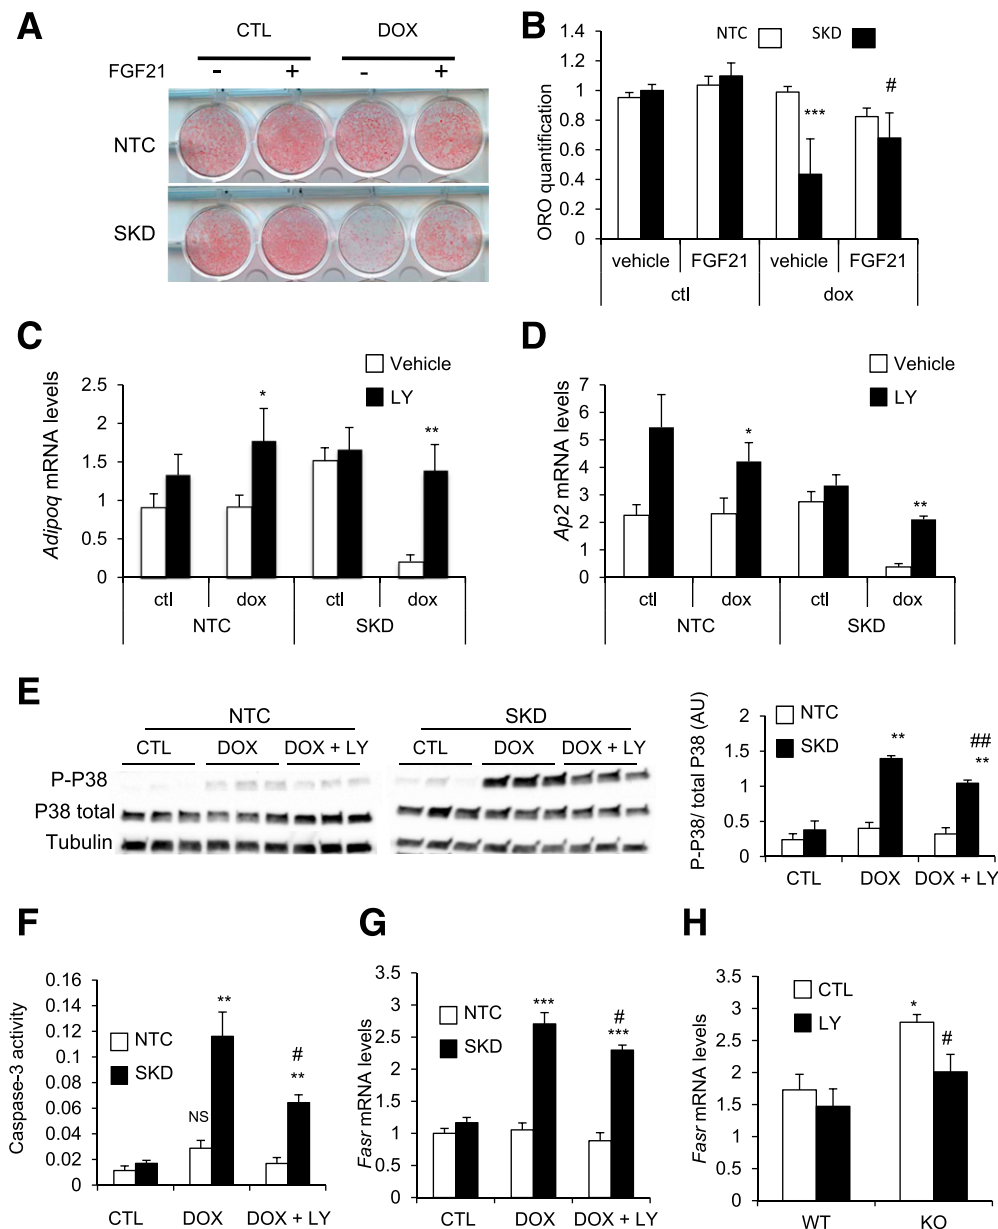 A
CTL DOX
FGF21 - + - +
NTC
SKD
B
NTC SKD
ORO quantification
1.4
1.2
1
0.8
0.6
0.4
0.2
0
***
#
vehicle FGF21 vehicle FGF21
ctl dox
C
Vehicle
LY
Adipoq mRNA levels
2.5
2
1.5
1
0.5
0
*
**
ctl dox ctl dox
NTC SKD
D
Vehicle
LY
Ap2 mRNA levels
7
6
5
4
3
2
1
0
*
**
ctl dox ctl dox
NTC SKD
E
NTC SKD
CTL DOX DOX + LY CTL DOX DOX + LY
P-P38
P38 total
Tubulin
P-P38/ total P38 (AU)
2
1.5
1
0.5
0
NTC
SKD
**
##
**
CTL DOX DOX + LY
F
Caspase-3 activity
0.16
0.14
0.12
0.1
0.08
0.06
0.04
0.02
0
NTC
SKD
NS
**
#
**
CTL DOX DOX + LY
G
Fasr mRNA levels
3.5
3
2.5
2
1.5
1
0.5
0
NTC
SKD
***
#
***
CTL DOX DOX + LY
H
Fasr mRNA levels
3.5
3
2.5
2
1.5
1
0.5
0
CTL
LY
*
#
WT KO